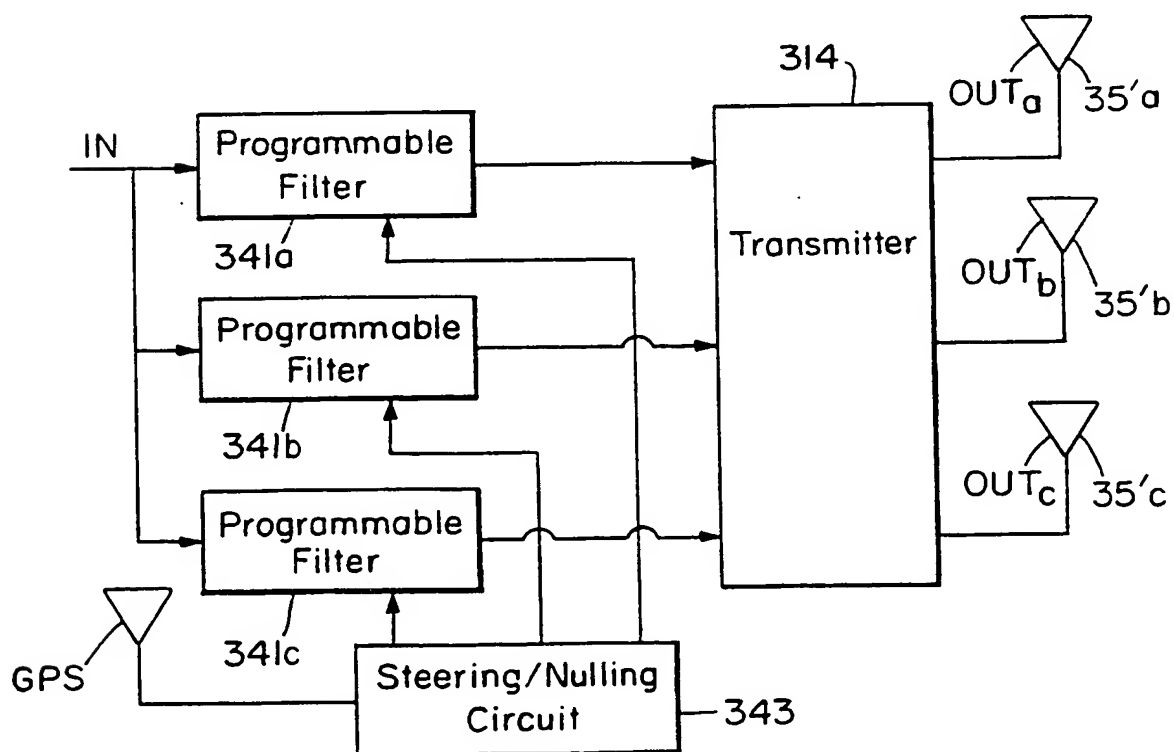 314
OUTa
35'a
IN
Programmable
Filter
341a
Transmitter
OUTb
35'b
Programmable
Filter
341b
OUTc
35'c
Programmable
Filter
341c
GPS
Steering/Nulling
Circuit
343